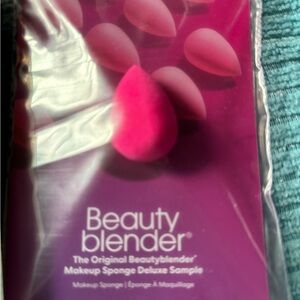 Beauty
blender®
The Original Beautyblender®
Makeup Sponge Deluxe Sample
Makeup Sponge | Éponge À Maquillage